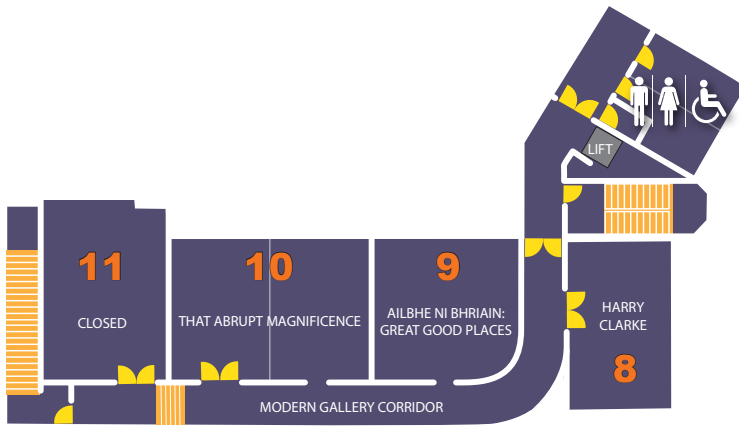 LIFT
11
CLOSED
10
THAT ABRUPT MAGNIFICENCE
9
AILBHE NI BHRIAIN:
GREAT GOOD PLACES
HARRY
CLARKE
8
MODERN GALLERY CORRIDOR